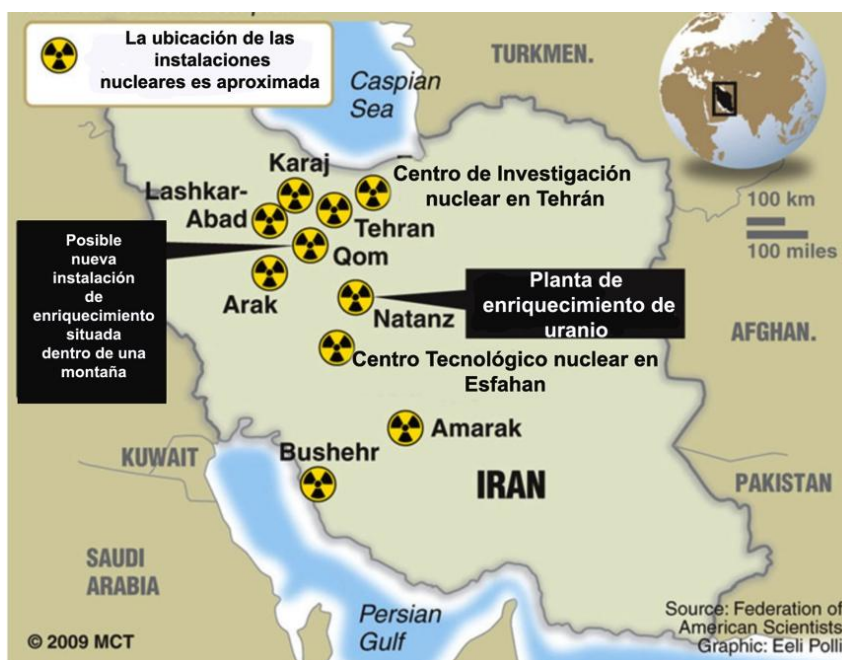 La ubicación de las
instalaciones
nucleares es aproximada
Caspian
Sea
TURKMEN.
Karaj
Centro de Investigación
nuclear en Tehrán
Lashkar-
Abad
Tehran
100 km
100 miles
Posible
nueva
instalación
de
enriquecimiento
situada
dentro de una
montaña
Qom
Arak
Natanz
Planta de
enriquecimiento de
uranio
AFGHAN.
Centro Tecnológico nuclear en
Esfahan
Amarak
Bushehr
KUWAIT
IRAN
PAKISTAN
SAUDI
ARABIA
Persian
Gulf
Source: Federation of
American Scientists
Graphic: Eeli Polli
© 2009 MCT